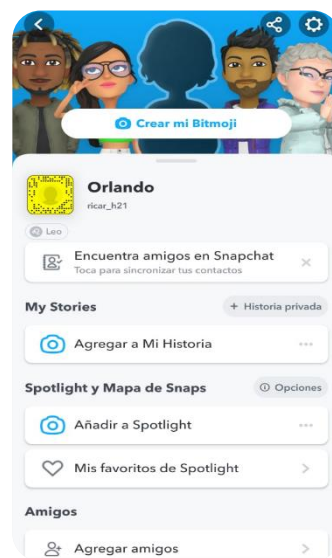 Crear mi Bitmoji
Orlando
ricar_h21
Leo
Encuentra amigos en Snapchat
Toca para sincronizar tus contactos
My Stories
+ Historia privada
Agregar a Mi Historia
Spotlight y Mapa de Snaps
Opciones
Añadir a Spotlight
Mis favoritos de Spotlight
Amigos
Agregar amigos